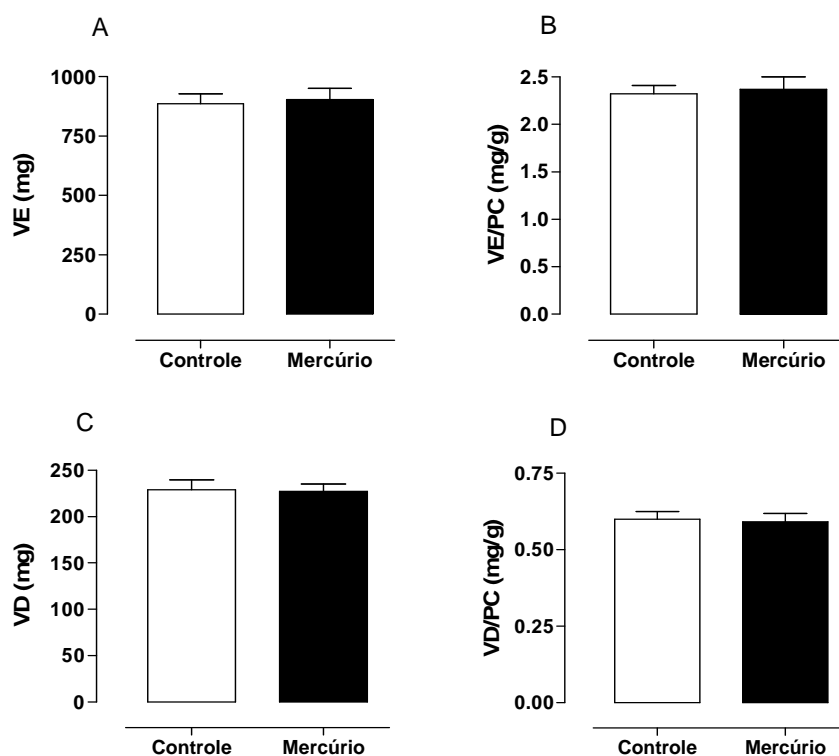 A
VE (mg)
1000
750
500
250
0
Controle Mercúrio
B
VE/PC (mg/g)
2.5
2.0
1.5
1.0
0.5
0.0
Controle Mercúrio
C
VD (mg)
250
200
150
100
50
0
Controle Mercúrio
D
VD/PC (mg/g)
0.75
0.50
0.25
0.00
Controle Mercúrio